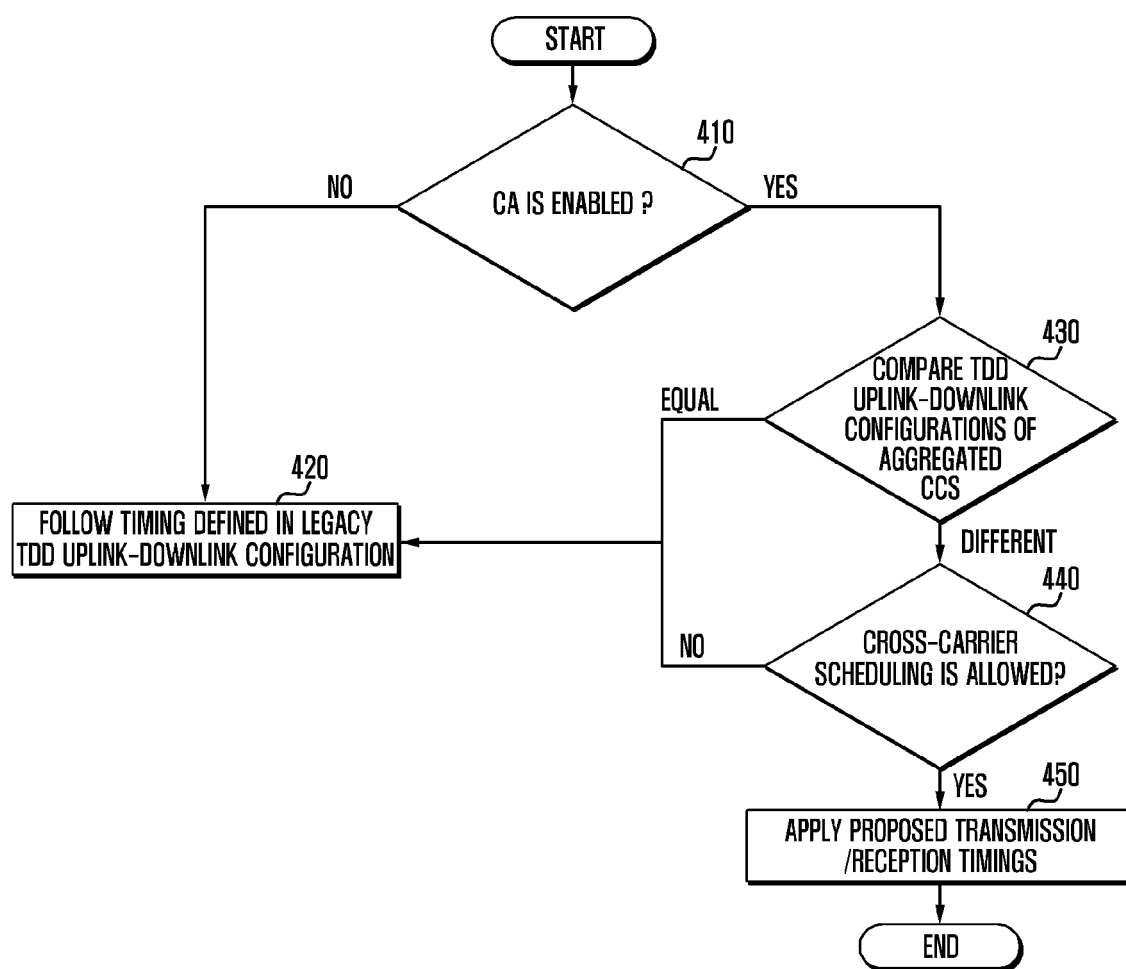 START
410
CA IS ENABLED ?
NO
YES
430
COMPARE TDD
UPLINK-DOWNLINK
CONFIGURATIONS OF
AGGREGATED
CCS
EQUAL
420
FOLLOW TIMING DEFINED IN LEGACY
TDD UPLINK-DOWNLINK CONFIGURATION
DIFFERENT
440
CROSS-CARRIER
SCHEDULING IS ALLOWED?
NO
YES
450
APPLY PROPOSED TRANSMISSION
/RECEPTION TIMINGS
END